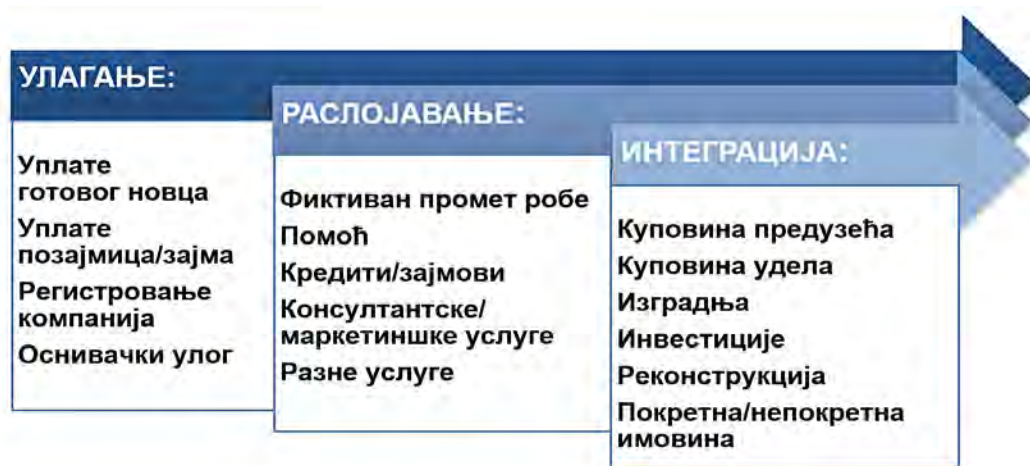 УЛАГАЊЕ:
Уплате
готовог новца
Уплате
позајмица/зајма
Регистровање
компанија
Оснивачки улог
РАСЛОЈАВАЊЕ:
Фиктиван промет робе
Помоћ
Кредити/зајмови
Консултантске/
маркетиншке услуге
Разне услуге
ИНТЕГРАЦИЈА:
Куповина предузећа
Куповина удела
Изградња
Инвестиције
Реконструкција
Покретна/непокретна
имовина